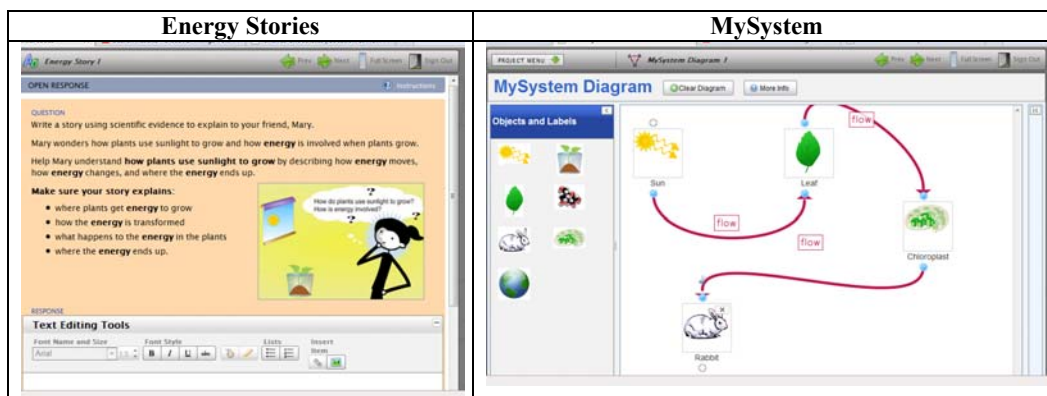 Energy Stories
Energy Story 1
Prev Next Full Screen Sign Out
OPEN RESPONSE
Instructions
QUESTION
Write a story using scientific evidence to explain to your friend, Mary.
Mary wonders how plants use sunlight to grow and how energy is involved when plants grow.
Help Mary understand how plants use sunlight to grow by describing how energy moves,
how energy changes, and where the energy ends up.
Make sure your story explains:
• where plants get energy to grow
• how the energy is transformed
• what happens to the energy in the plants
• where the energy ends up.
How do plants use sunlight to grow?
How is energy involved?
? ? ? ?
RESPONSE
Text Editing Tools
Font Name and Size Font Style Lists Insert
Item
Arial
B I U abc
MySystem
PROJECT MENU
MySystem Diagram 1
Prev Next Full Screen Sign Out
MySystem Diagram
Clear Diagram
More Info
Objects and Labels
Sun
Leaf
flow
flow
flow
Chloroplast
Rabbit